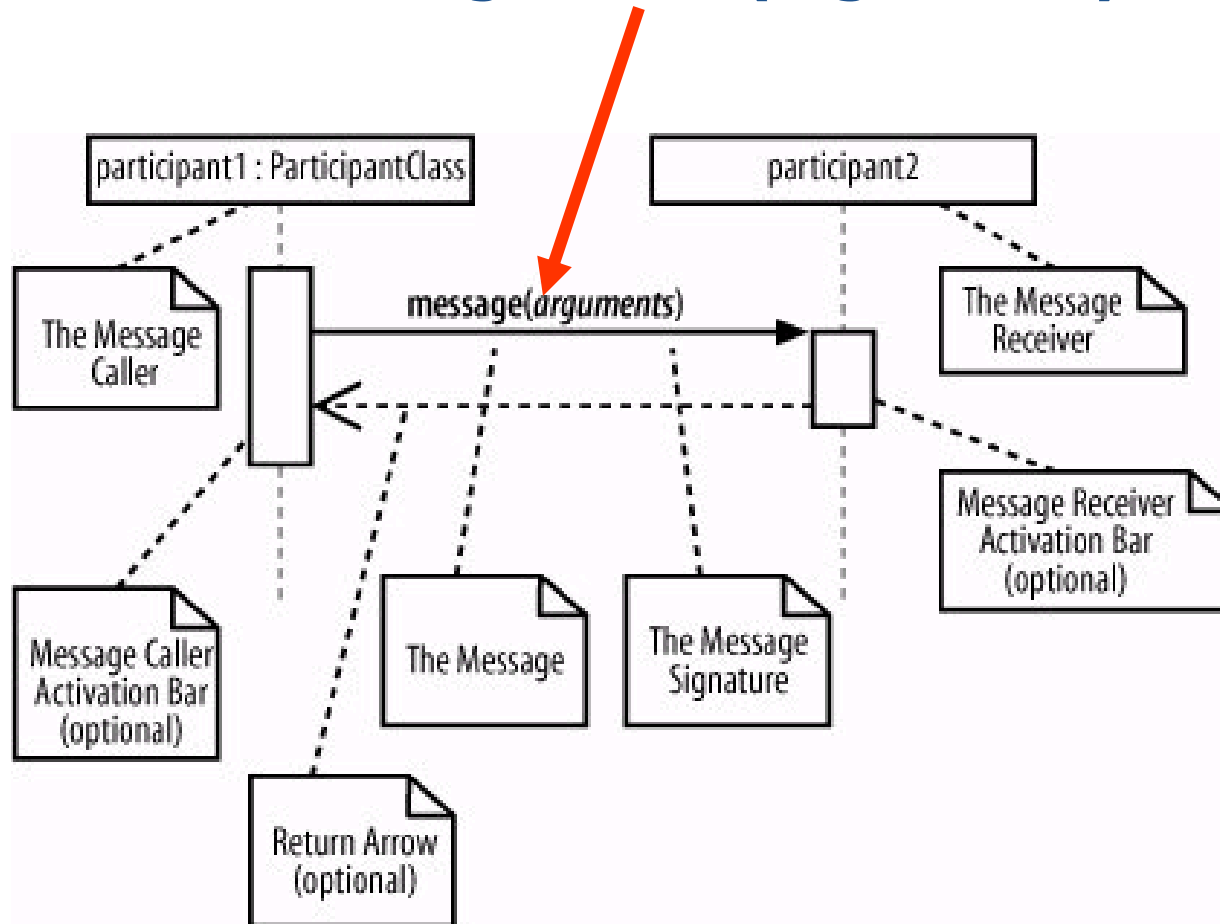 participant1 : ParticipantClass
participant2
The Message
Caller
message(arguments)
The Message
Receiver
Message Receiver
Activation Bar
(optional)
Message Caller
Activation Bar
(optional)
The Message
The Message
Signature
Return Arrow
(optional)